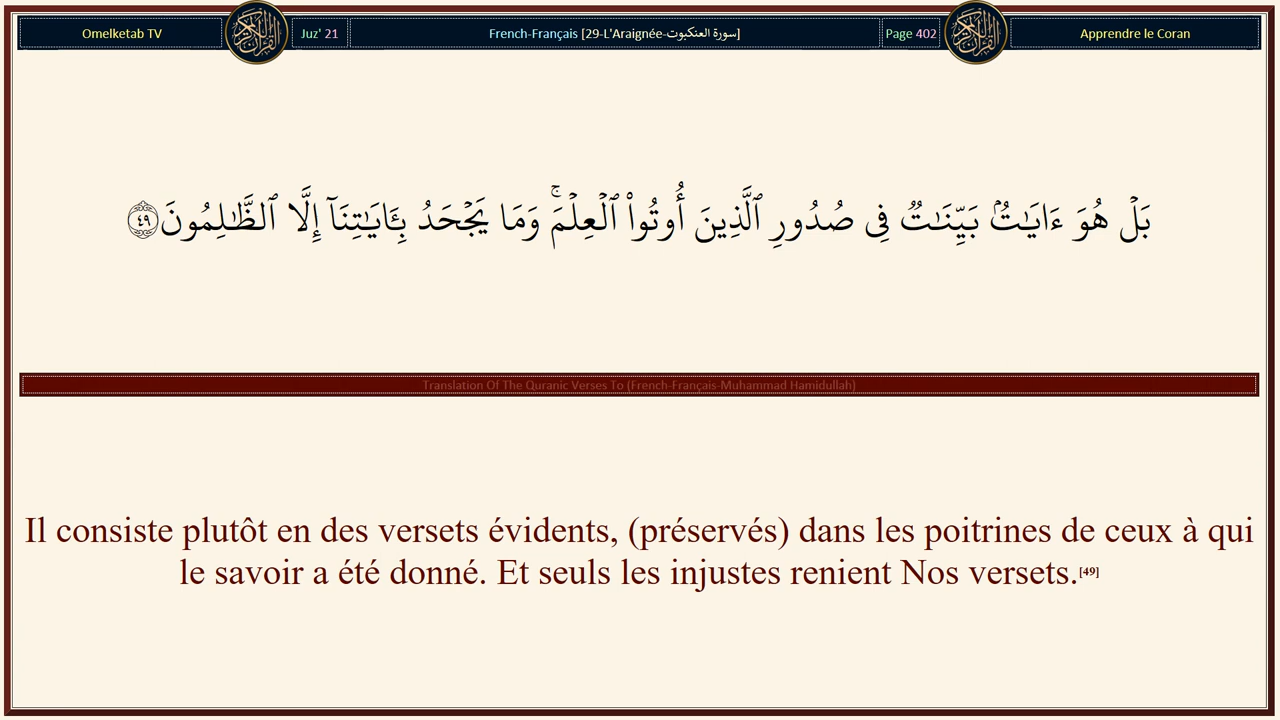 Omelketab TV
Juz' 21
French-Français [29-L'Araignée-سورة العنكبوت]
Page 402
Apprendre le Coran
بَلۡ هُوَ ءَايَٰتُۢ بَيِّنَٰتٞ فِي صُدُورِ ٱلَّذِينَ أُوتُواْ ٱلۡعِلۡمَۚ وَمَا يَجۡحَدُ بِـَٔايَٰتِنَآ إِلَّا ٱلظَّٰلِمُونَ ٤٩
Translation Of The Quranic Verses To (French-Français-Muhammad Hamidullah)
Il consiste plutôt en des versets évidents, (préservés) dans les poitrines de ceux à qui
le savoir a été donné. Et seuls les injustes renient Nos versets.[49]